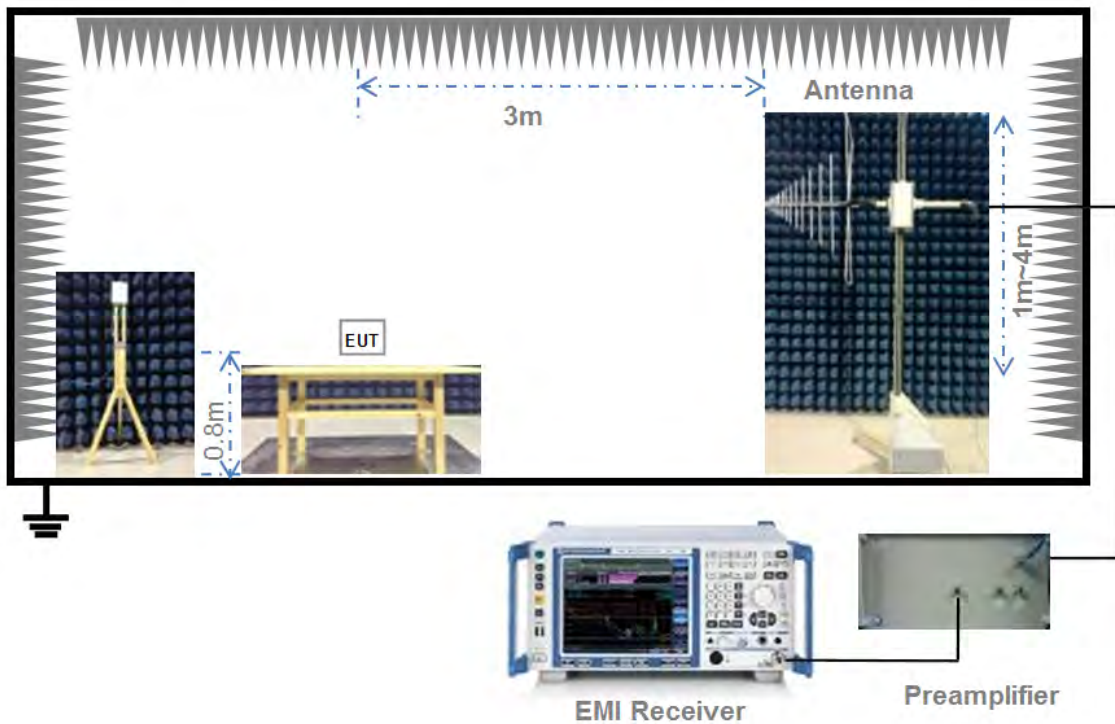 Antenna
3m
1m~4m
EUT
0.8m
EMI Receiver
Preamplifier